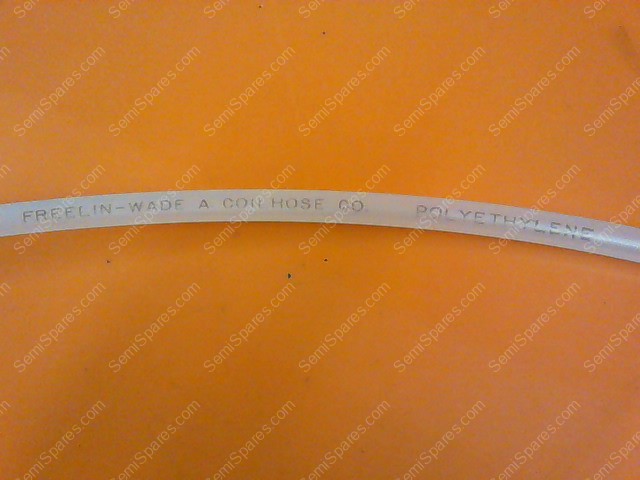 FREELIN-WADE A COILHOSE CO. POLYETHYLENE
SemiSpares.com